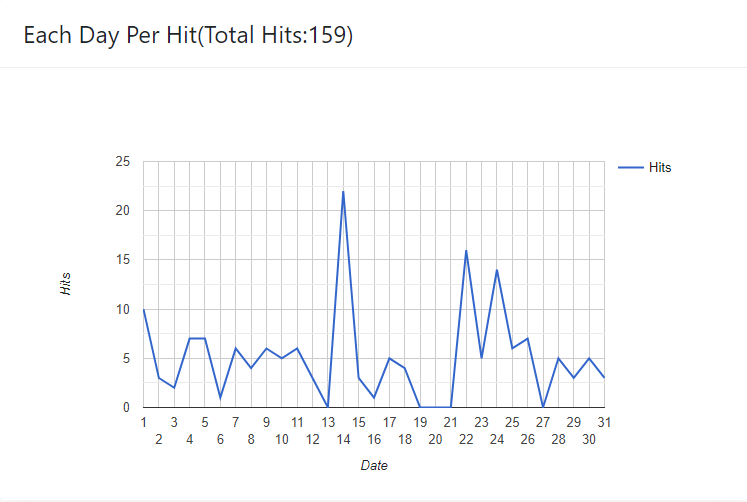 Each Day Per Hit(Total Hits:159)
25
Hits
20
15
10
5
0
Hits
1 3 5 7 9 11 13 15 17 19 21 23 25 27 29 31
2 4 6 8 10 12 14 16 18 20 22 24 26 28 30
Date